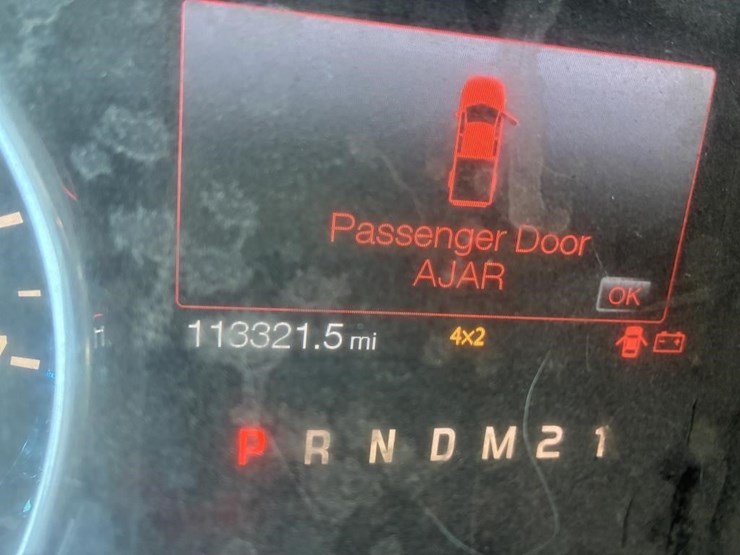 Passenger Door
AJAR
OK
113321.5 mi
4x2
P R N D M 2 1